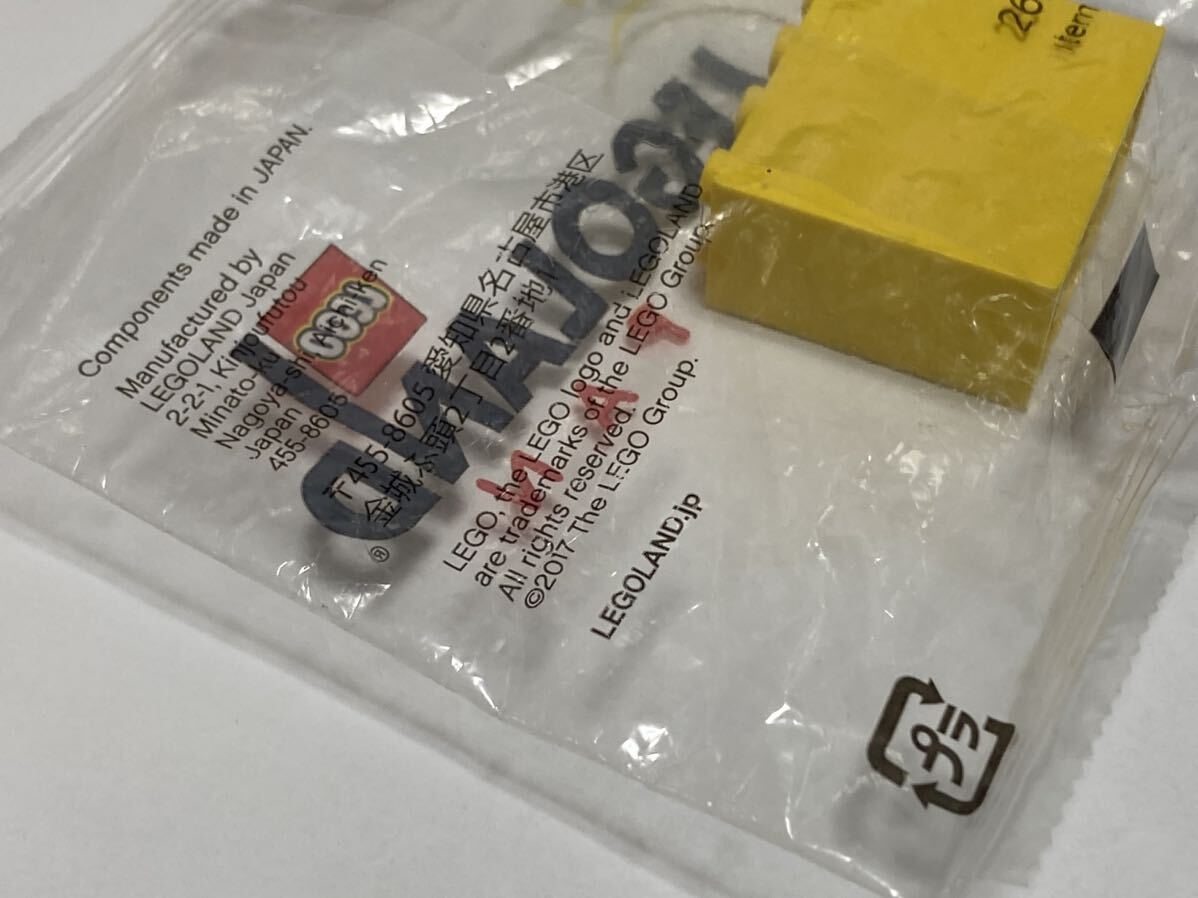 Components made in JAPAN.
Manufactured by
LEGOLAND Japan
2-2-1, Kinjoufutou
Minato-ku
Nagoya-shi Aichi-ken
Japan
455-8605
〒455-8605 愛知県名古屋市港区
金城ふ頭2丁目2番地1
LEGO, the LEGO logo and LEGOLAND
are trademarks of the LEGO Group.
All rights reserved.
©2017 The LEGO Group.
LEGOLAND.jp
LEGO
LEGOLAND
®
26
Item
プラ